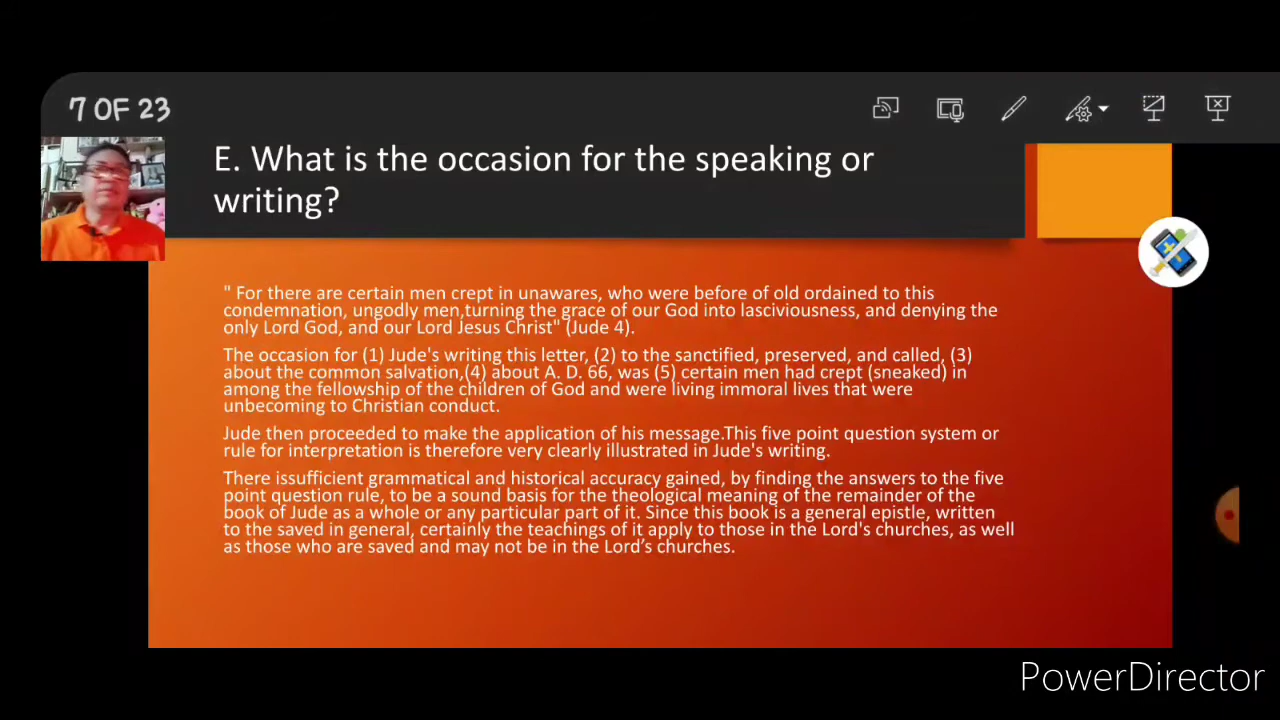 7 OF 23
E. What is the occasion for the speaking or
writing?
" For there are certain men crept in unawares, who were before of old ordained to this
condemnation, ungodly men,turning the grace of our God into lasciviousness, and denying the
only Lord God, and our Lord Jesus Christ" (Jude 4).
The occasion for (1) Jude's writing this letter, (2) to the sanctified, preserved, and called, (3)
about the common salvation,(4) about A. D. 66, was (5) certain men had crept (sneaked) in
among the fellowship of the children of God and were living immoral lives that were
unbecoming to Christian conduct.
Jude then proceeded to make the application of his message.This five point question system or
rule for interpretation is therefore very clearly illustrated in Jude's writing.
There issufficient grammatical and historical accuracy gained, by finding the answers to the five
point question rule, to be a sound basis for the theological meaning of the remainder of the
book of Jude as a whole or any particular part of it. Since this book is a general epistle, written
to the saved in general, certainly the teachings of it apply to those in the Lord's churches, as well
as those who are saved and may not be in the Lord’s churches.
PowerDirector